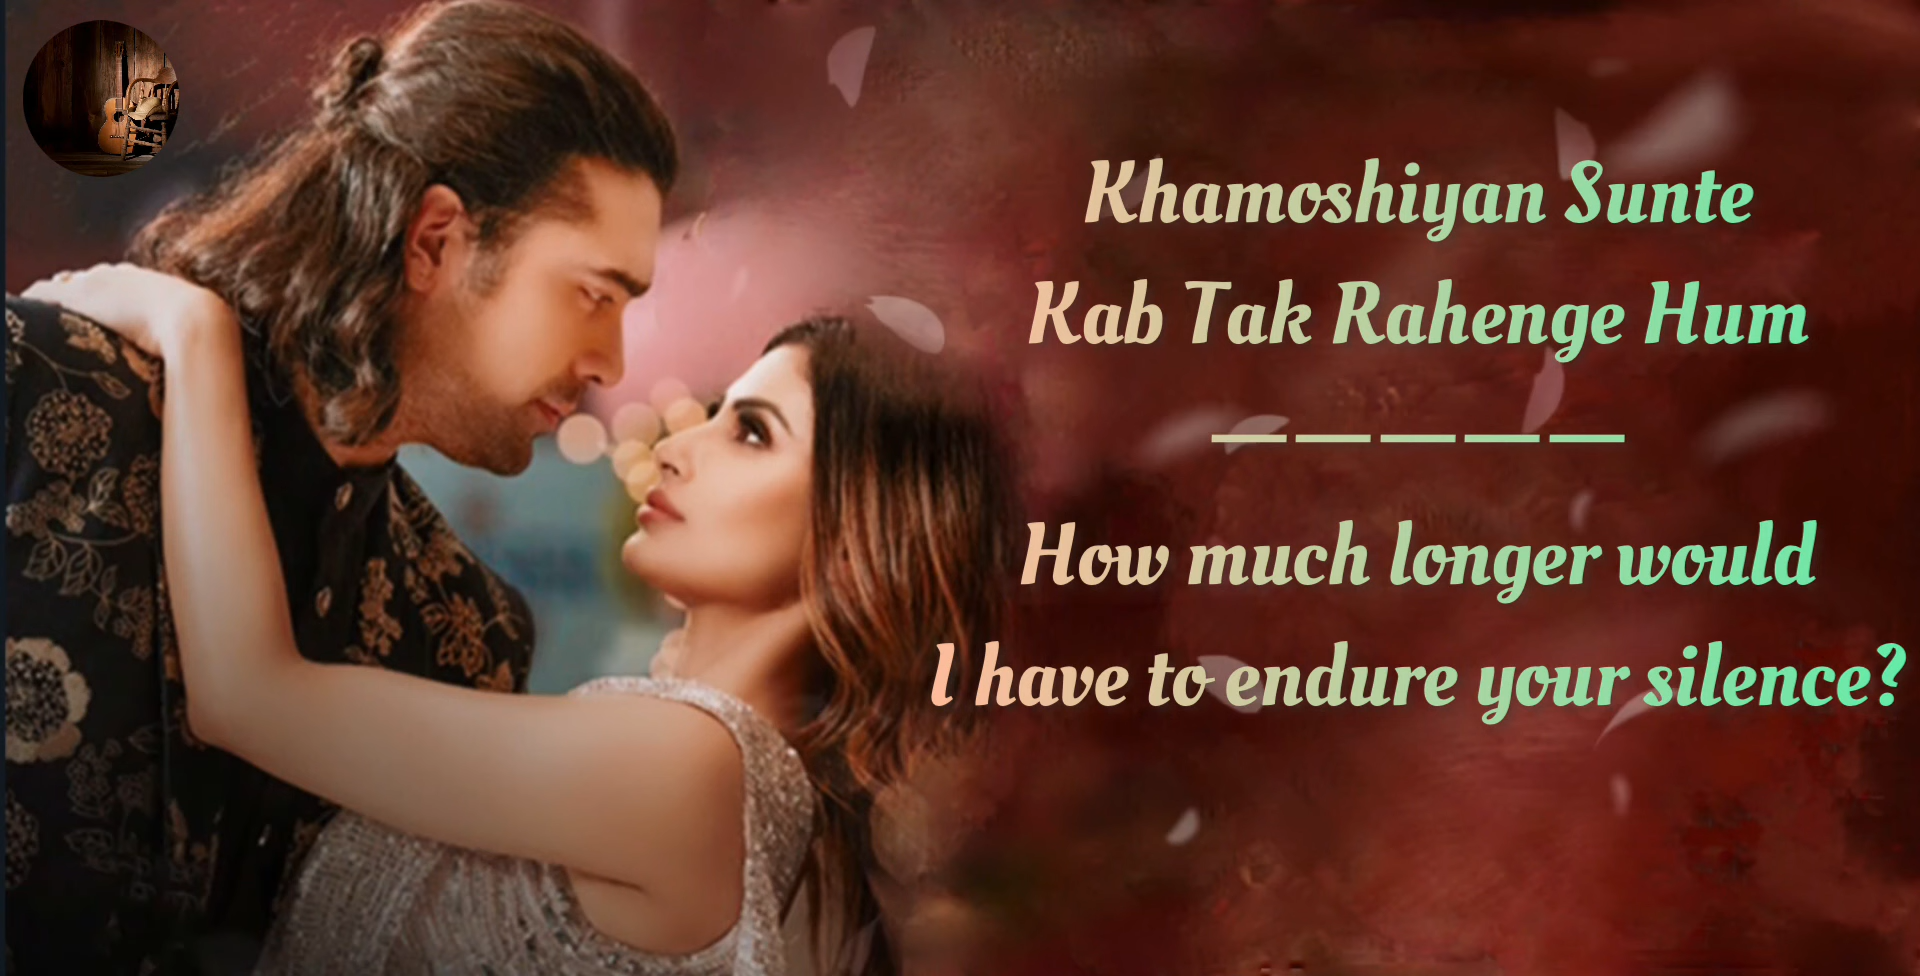 Khamoshiyan Sunte
Kab Tak Rahenge Hum
—————
How much longer would
I have to endure your silence?